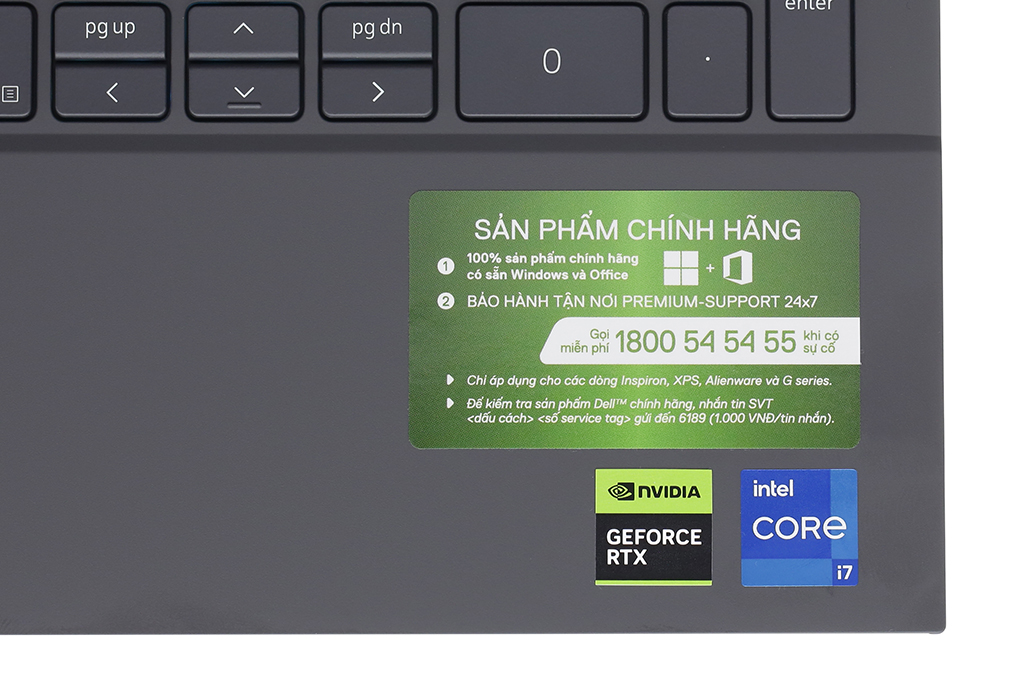 pg up
pg dn
0
.
enter
SẢN PHẨM CHÍNH HÃNG
1 100% sản phẩm chính hãng
có sẵn Windows và Office
+
2 BẢO HÀNH TẬN NƠI PREMIUM-SUPPORT 24x7
Gọi miễn phí 1800 54 54 55 khi có sự cố
Chỉ áp dụng cho các dòng Inspiron, XPS, Alienware và G series.
Để kiểm tra sản phẩm Dell™ chính hãng, nhắn tin SVT
<dấu cách> <số service tag> gửi đến 6189 (1.000 VNĐ/tin nhắn).
NVIDIA
GEFORCE
RTX
intel
CORE
i7